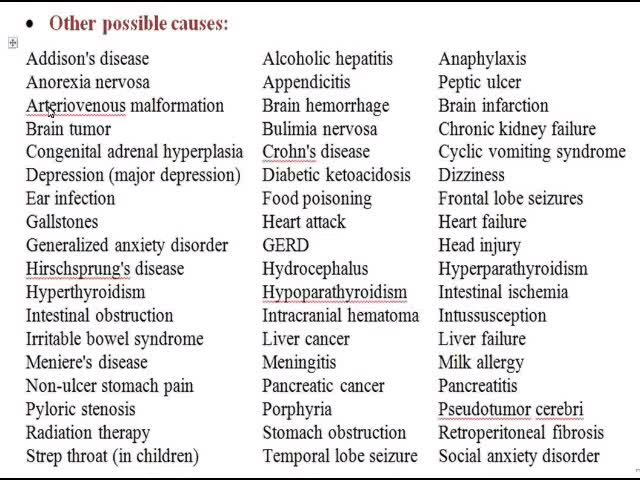 Other possible causes:
Addison's disease Alcoholic hepatitis Anaphylaxis
Anorexia nervosa Appendicitis Peptic ulcer
Arteriovenous malformation Brain hemorrhage Brain infarction
Brain tumor Bulimia nervosa Chronic kidney failure
Congenital adrenal hyperplasia Crohn's disease Cyclic vomiting syndrome
Depression (major depression) Diabetic ketoacidosis Dizziness
Ear infection Food poisoning Frontal lobe seizures
Gallstones Heart attack Heart failure
Generalized anxiety disorder GERD Head injury
Hirschsprung's disease Hydrocephalus Hyperparathyroidism
Hyperthyroidism Hypoparathyroidism Intestinal ischemia
Intestinal obstruction Intracranial hematoma Intussusception
Irritable bowel syndrome Liver cancer Liver failure
Meniere's disease Meningitis Milk allergy
Non-ulcer stomach pain Pancreatic cancer Pancreatitis
Pyloric stenosis Porphyria Pseudotumor cerebri
Radiation therapy Stomach obstruction Retroperitoneal fibrosis
Strep throat (in children) Temporal lobe seizure Social anxiety disorder